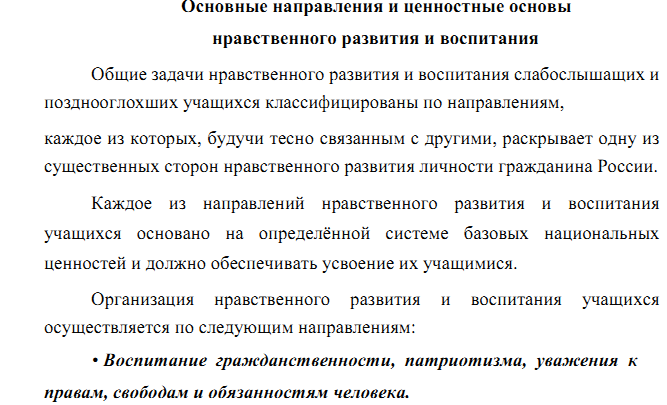 Основные направления и ценностные основы
нравственного развития и воспитания
Общие задачи нравственного развития и воспитания слабослышащих и
позднооглохших учащихся классифицированы по направлениям,
каждое из которых, будучи тесно связанным с другими, раскрывает одну из
существенных сторон нравственного развития личности гражданина России.
Каждое из направлений нравственного развития и воспитания
учащихся основано на определённой системе базовых национальных
ценностей и должно обеспечивать усвоение их учащимися.
Организация нравственного развития и воспитания учащихся
осуществляется по следующим направлениям:
• Воспитание гражданственности, патриотизма, уважения к
правам, свободам и обязанностям человека.